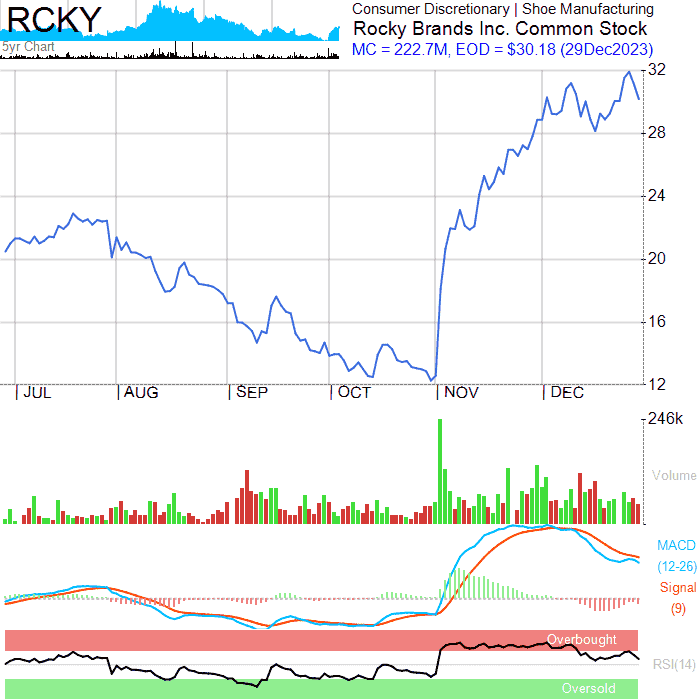 RCKY
5yr Chart
Consumer Discretionary | Shoe Manufacturing
Rocky Brands Inc. Common Stock
MC = 222.7M, EOD = $30.18 (29Dec2023)
32
28
24
20
16
12
JUL AUG SEP OCT NOV DEC
246k
Volume
MACD
(12-26)
Signal
(9)
Overbought
RSI(14)
Oversold